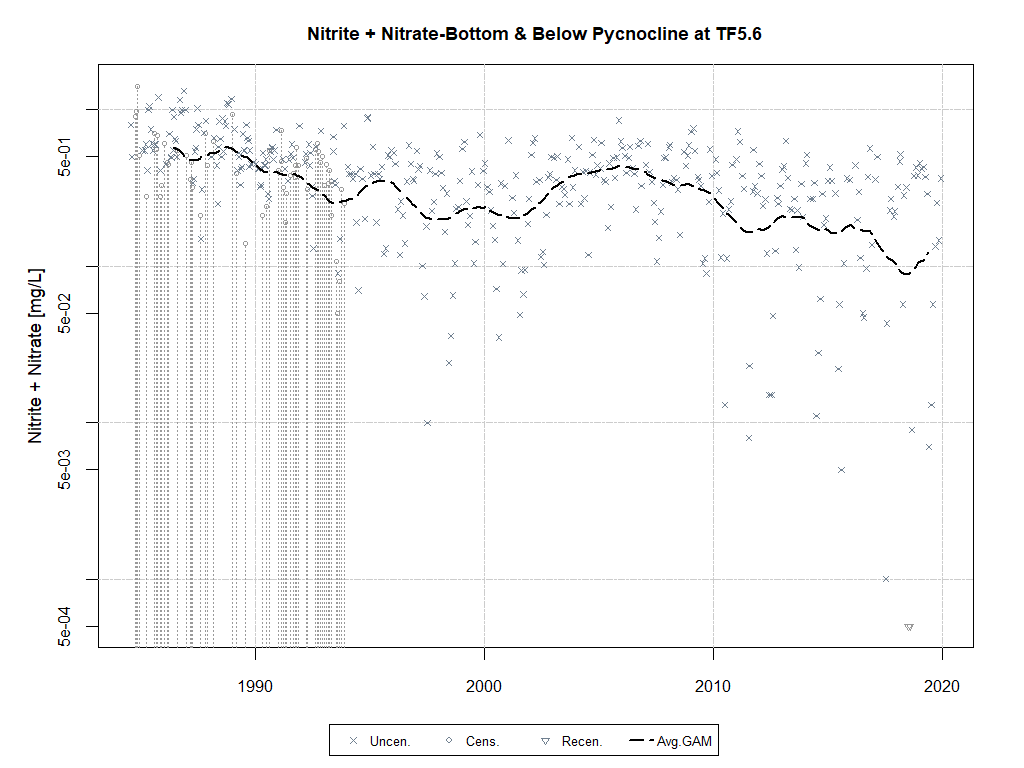 Nitrite + Nitrate-Bottom & Below Pycnocline at TF5.6
Nitrite + Nitrate [mg/L]
5e-01
5e-02
5e-03
5e-04
1990 2000 2010 2020
Uncen. Cens. Recen. Avg.GAM